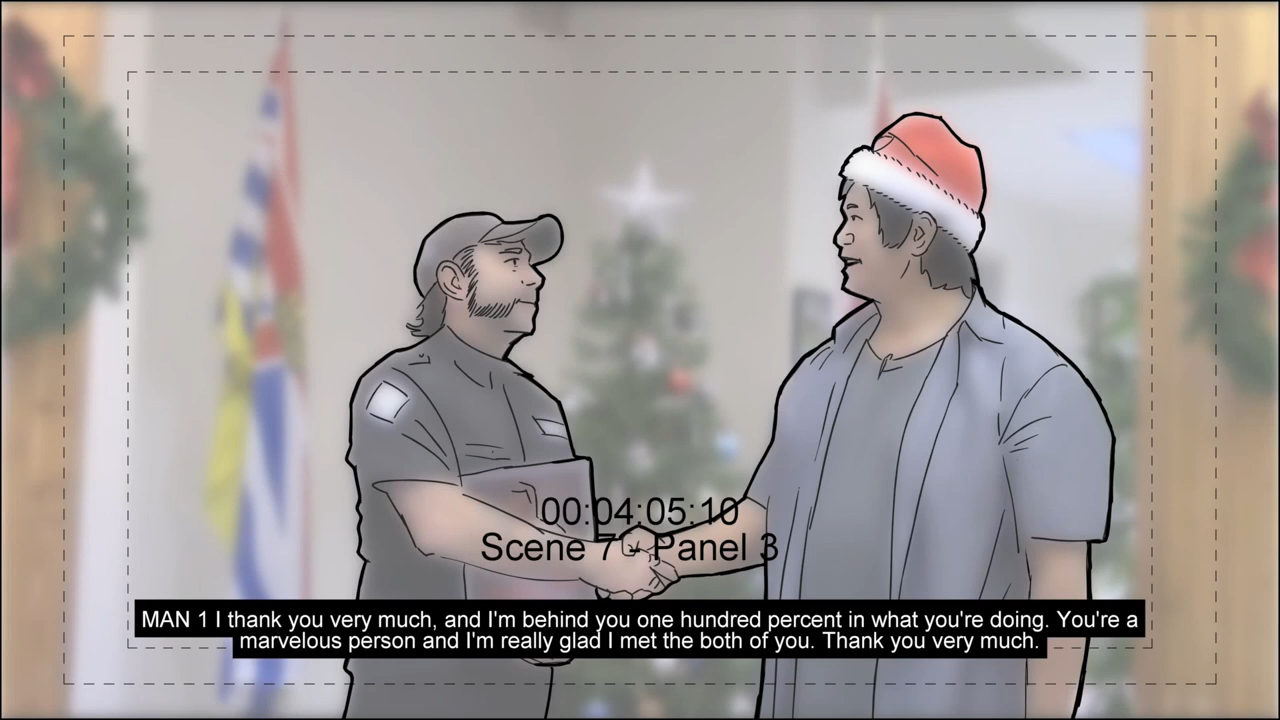 00:04:05:10
Scene 7 - Panel 3
MAN 1 I thank you very much, and I'm behind you one hundred percent in what you're doing. You're a
marvelous person and I'm really glad I met the both of you. Thank you very much.